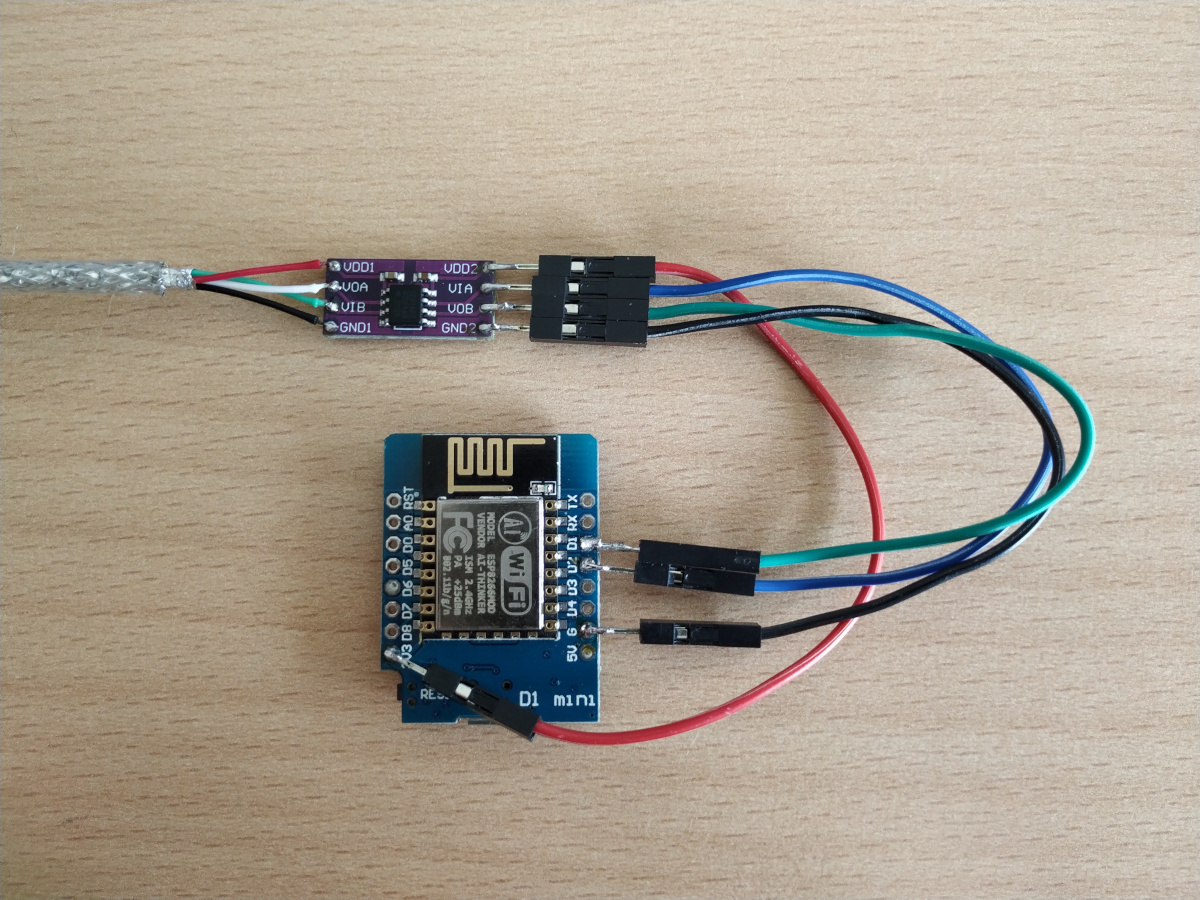 VDD1 VDD2
VOA VIA
VIB VOB
GND1 GND2
RST TX
A0 RX
D0 D1
D5 D2
D6 D3
D7 D4
D8 G
3V3 5V
Ai WiFi
MODEL ESP8266MOD
VENDOR AI-THINKER
ISM 2.4GHz
PA +25dBm
802.11b/g/n
FC
D1 mini